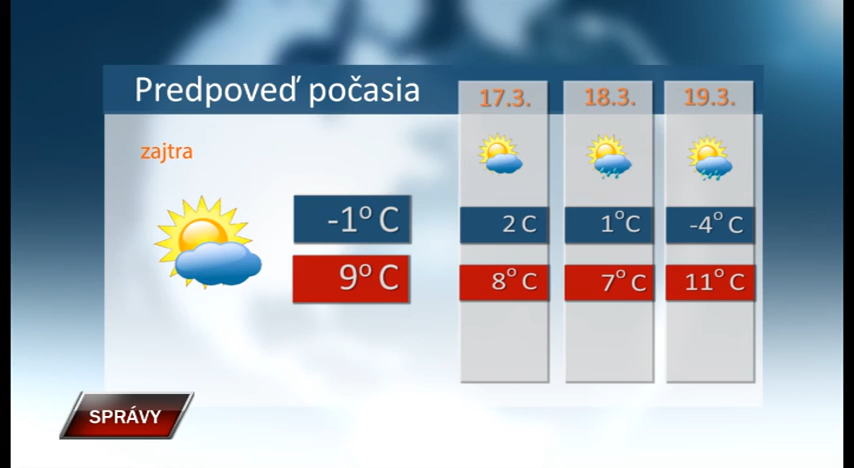 Predpoveď počasia
zajtra
-1° C
9° C
17.3. 18.3. 19.3.
2 C 1°C -4° C
8° C 7° C 11° C
SPRÁVY